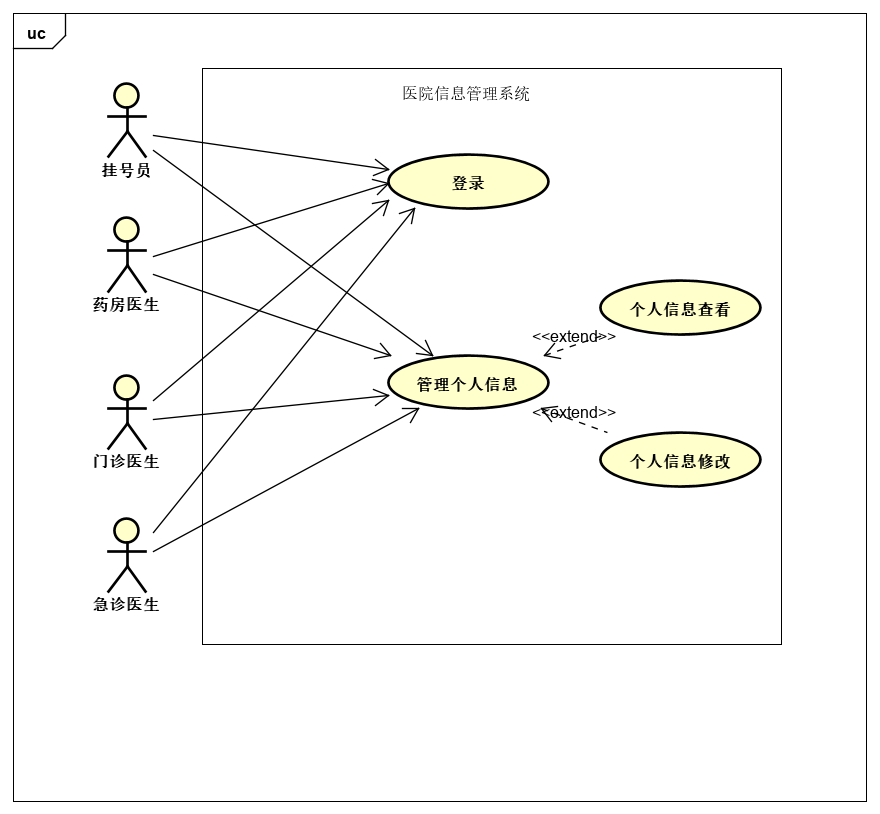 uc
医院信息管理系统
挂号员
登录
药房医生
个人信息查看
<<extend>>
管理个人信息
<<extend>>
门诊医生
个人信息修改
急诊医生